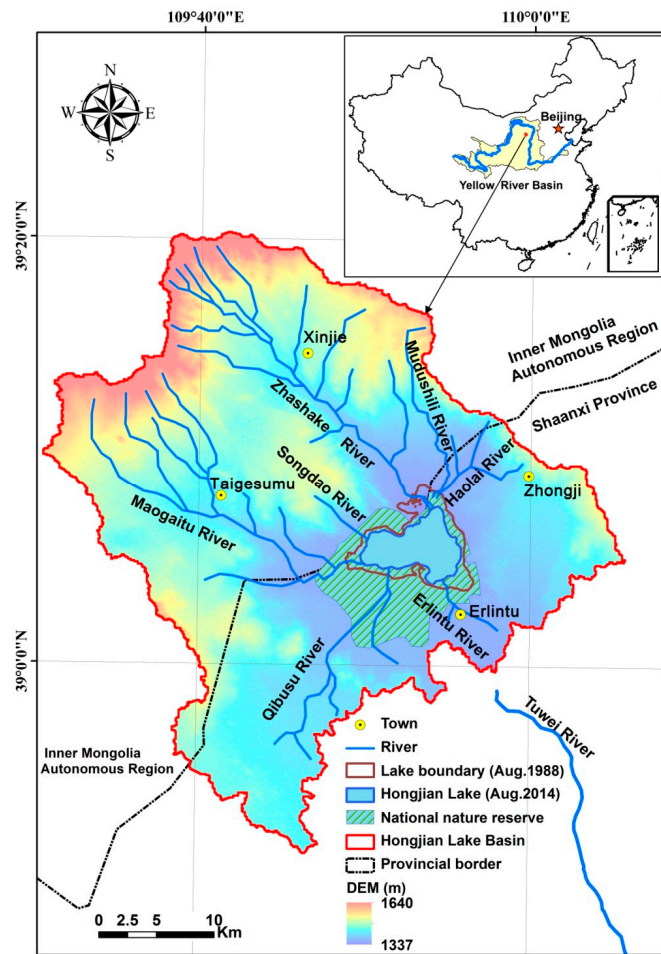 109°40'0"E
110°0'0"E
N
W
E
S
Beijing
Yellow River Basin
39°20'0"N
Inner Mongolia
Autonomous Region
Shaanxi Province
Xinjie
Mudushili River
Zhashake River
Haolai River
Songdao River
Zhongji
Taigesumu
Maogaitu River
Erlintu
Erlintu River
39°0'0"N
Qibusu River
Tuwei River
Inner Mongolia
Autonomous Region
Town
River
Lake boundary (Aug.1988)
Hongjian Lake (Aug.2014)
National nature reserve
Hongjian Lake Basin
Provincial border
DEM (m)
1640
1337
0 2.5 5 10
Km